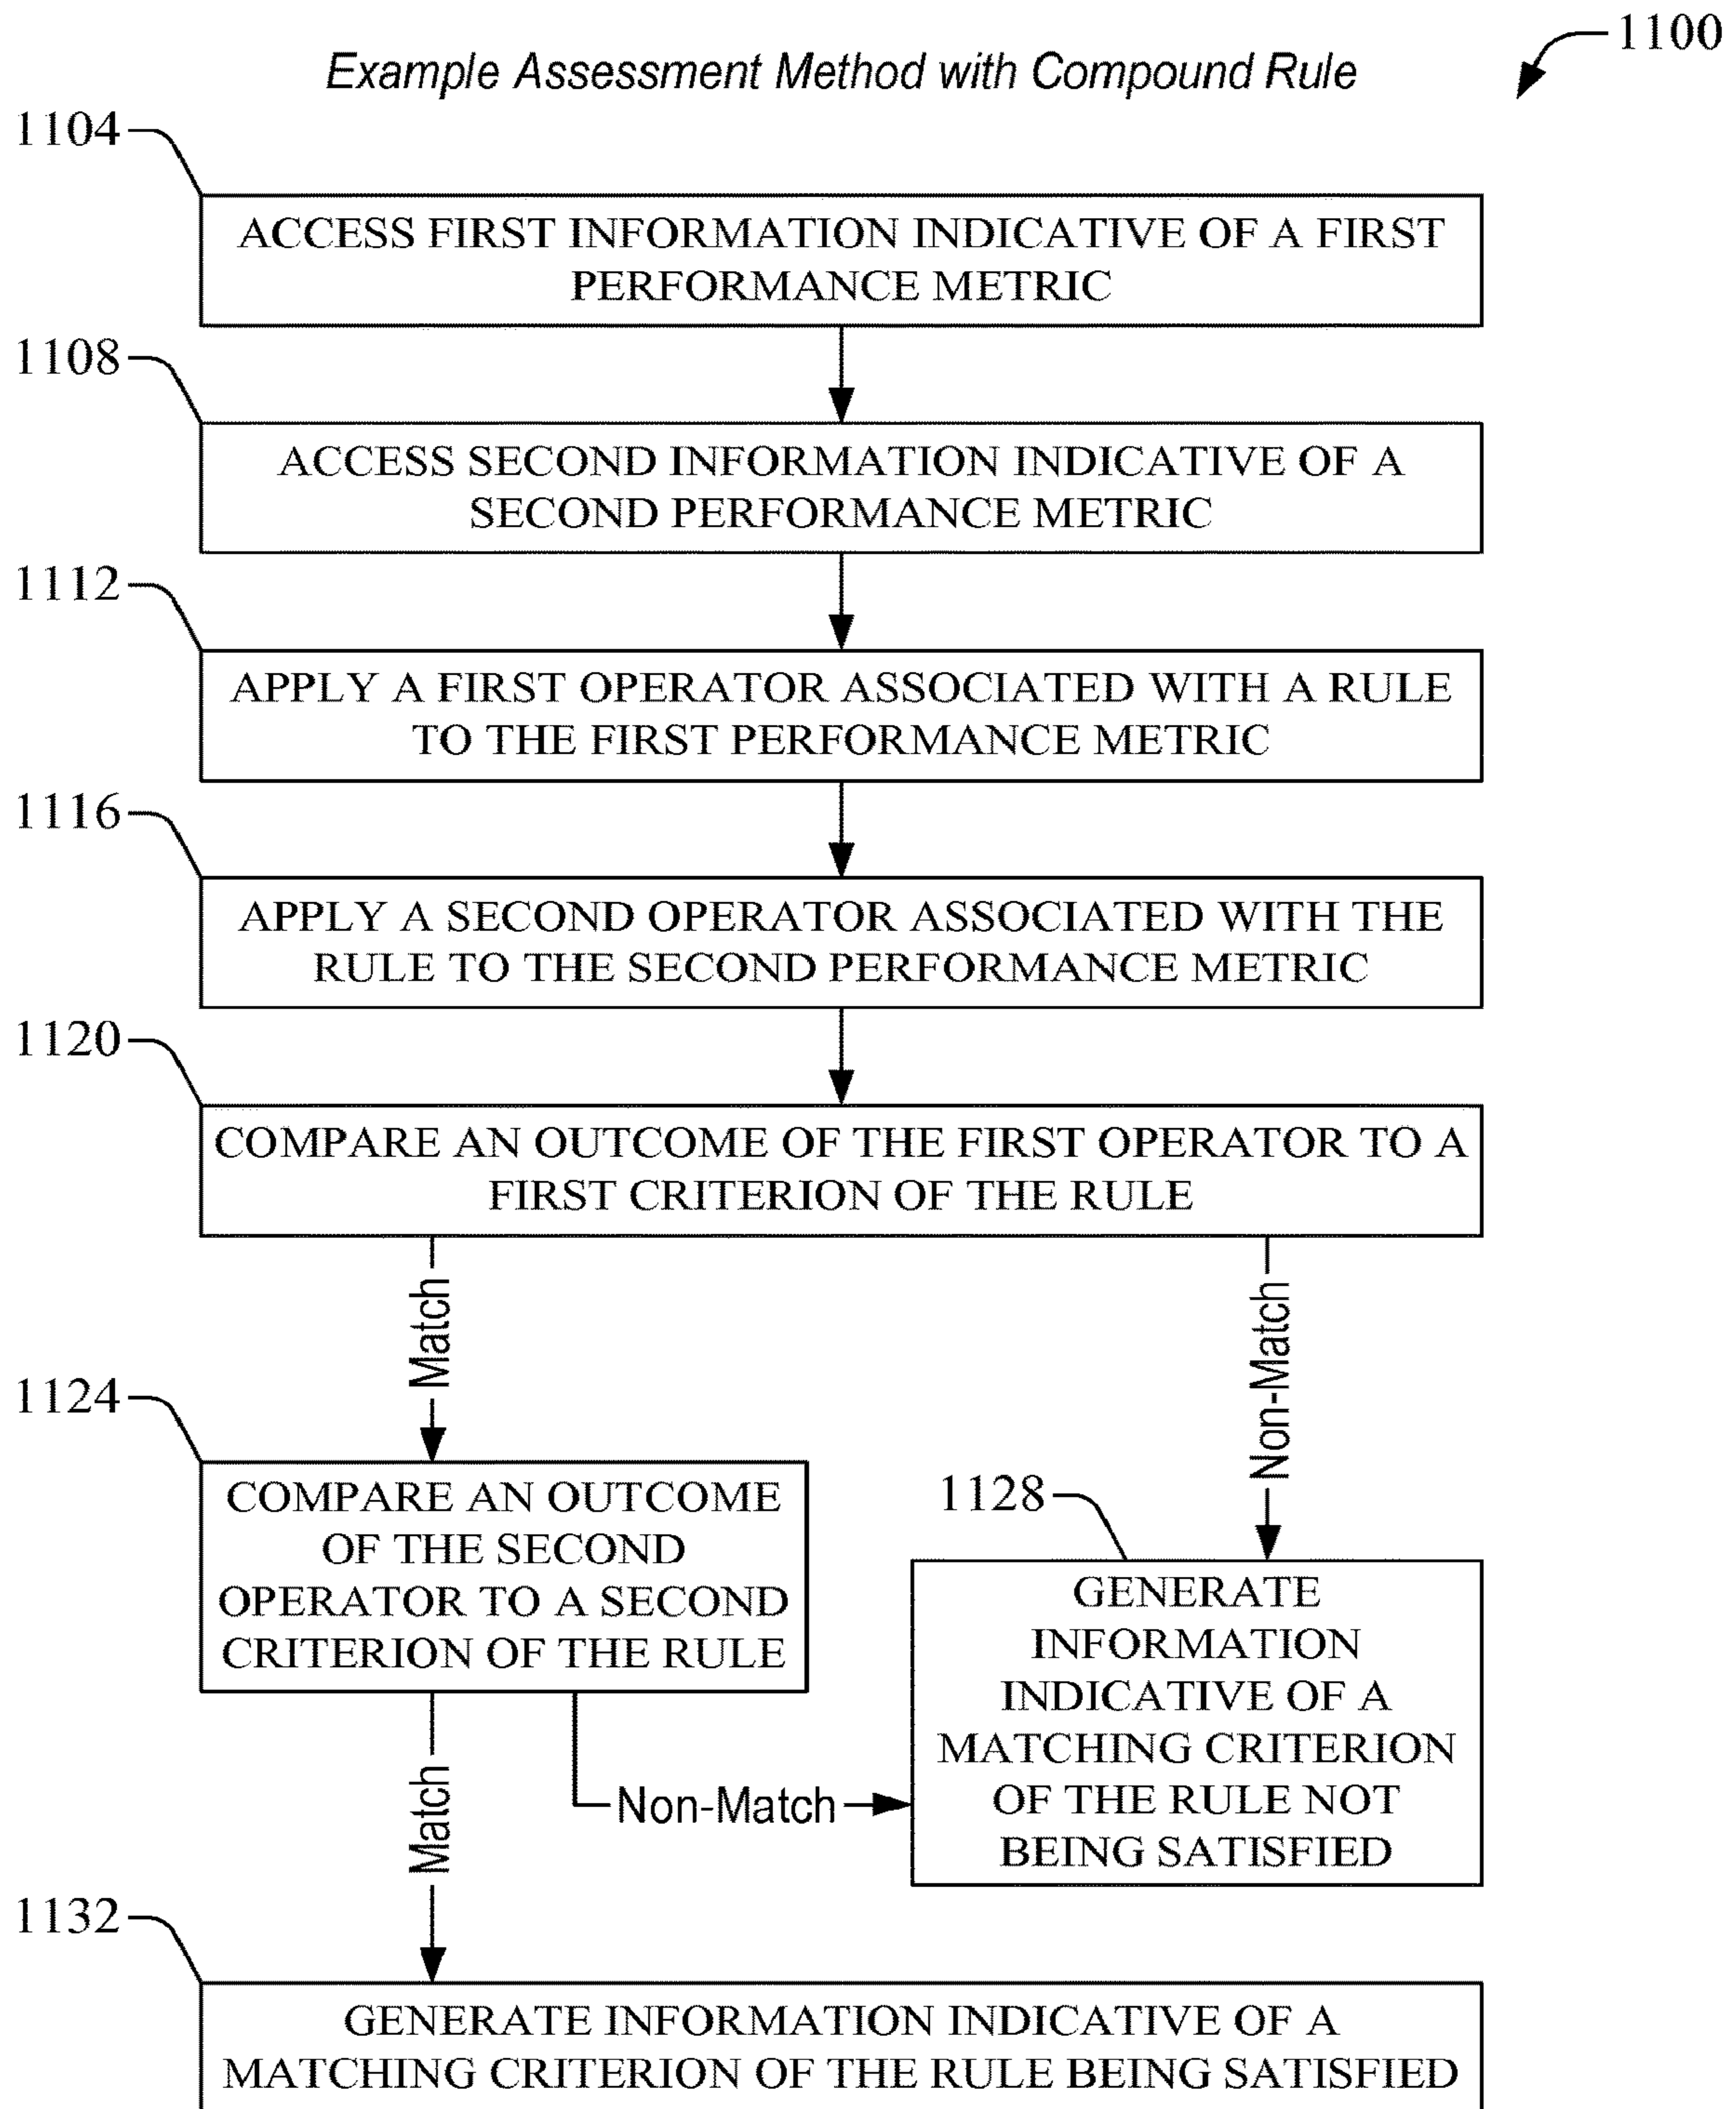 1100
Example Assessment Method with Compound Rule
1104
ACCESS FIRST INFORMATION INDICATIVE OF A FIRST
PERFORMANCE METRIC
1108
ACCESS SECOND INFORMATION INDICATIVE OF A
SECOND PERFORMANCE METRIC
1112
APPLY A FIRST OPERATOR ASSOCIATED WITH A RULE
TO THE FIRST PERFORMANCE METRIC
1116
APPLY A SECOND OPERATOR ASSOCIATED WITH THE
RULE TO THE SECOND PERFORMANCE METRIC
1120
COMPARE AN OUTCOME OF THE FIRST OPERATOR TO A
FIRST CRITERION OF THE RULE
Match
Non-Match
1124
COMPARE AN OUTCOME
OF THE SECOND
OPERATOR TO A SECOND
CRITERION OF THE RULE
1128
GENERATE
INFORMATION
INDICATIVE OF A
MATCHING CRITERION
OF THE RULE NOT
BEING SATISFIED
Match
Non-Match
1132
GENERATE INFORMATION INDICATIVE OF A
MATCHING CRITERION OF THE RULE BEING SATISFIED